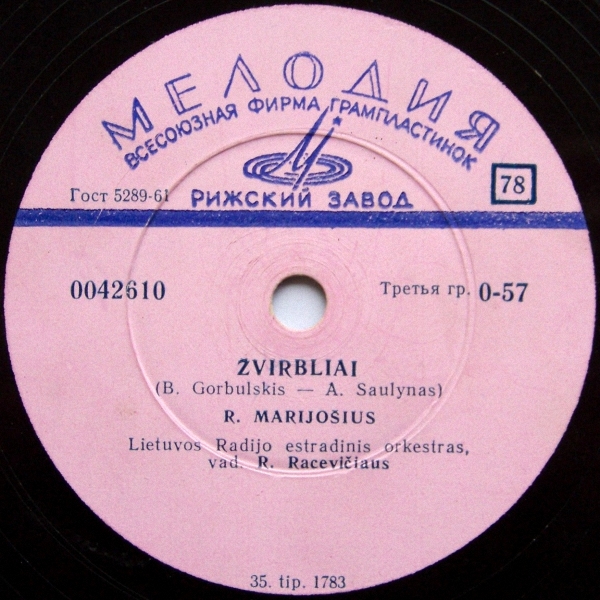 МЕЛОДИЯ
ВСЕСОЮЗНАЯ ФИРМА ГРАМПЛАСТИНОК
Гост 5289-61
РИЖСКИЙ ЗАВОД
78
0042610
Третья гр. 0-57
ŽVIRBLIAI
(B. Gorbulskis — A. Saulynas)
R. MARIJOŠIUS
Lietuvos Radijo estradinis orkestras,
vad. R. Racevičiaus
35. tip. 1783